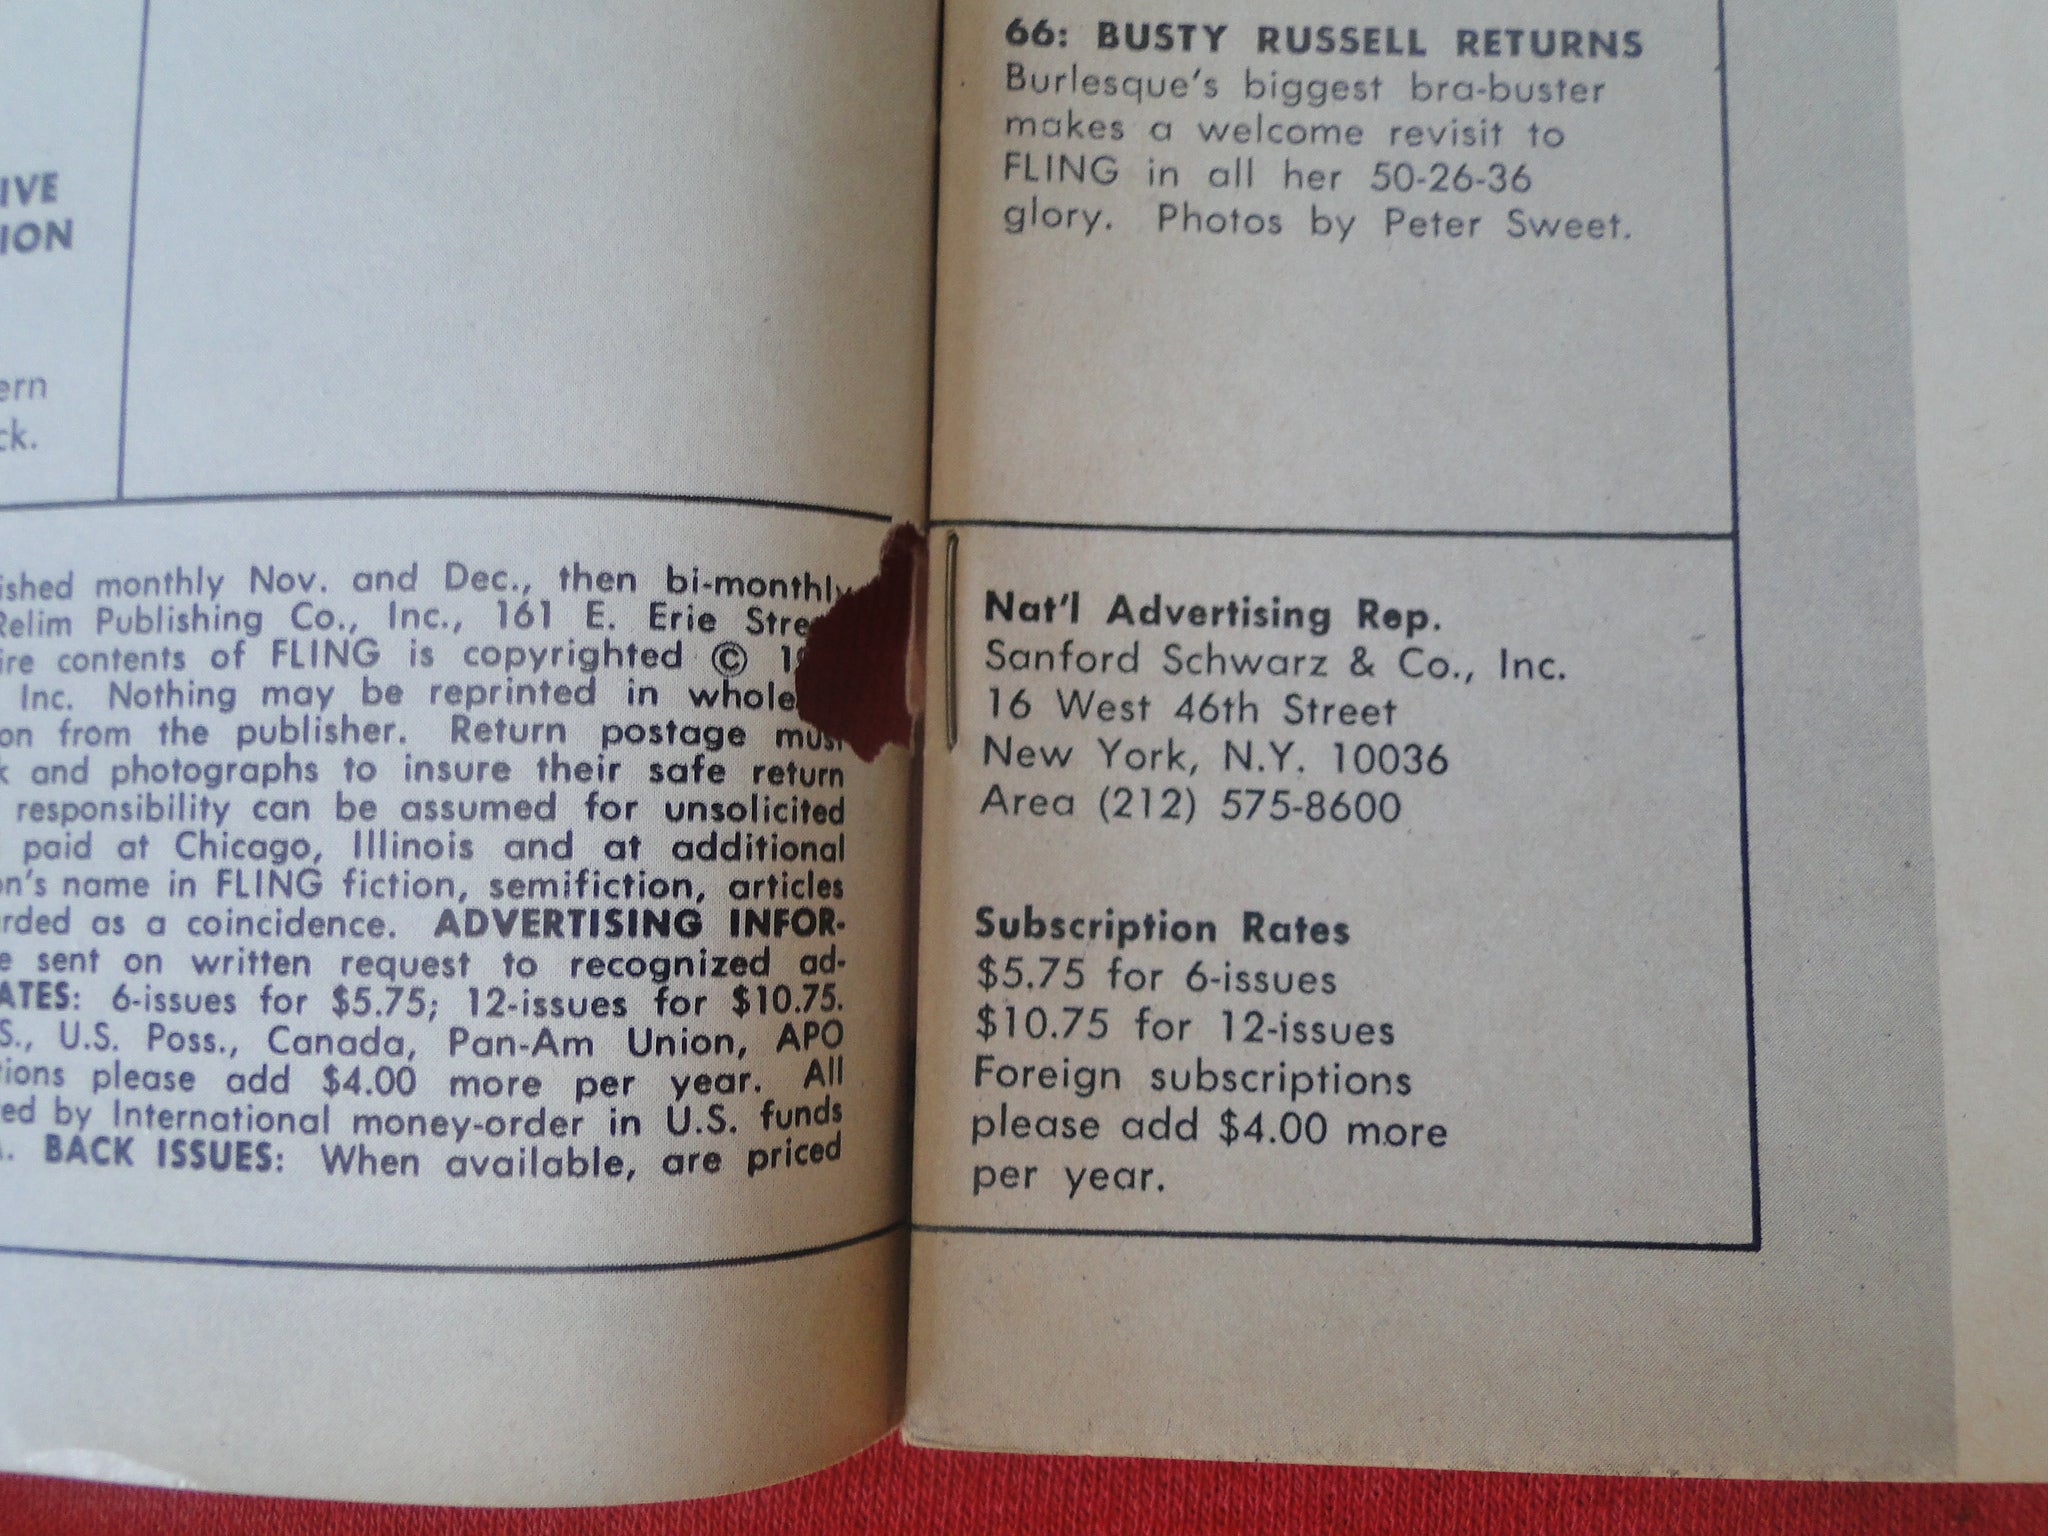 66: BUSTY RUSSELL RETURNS
Burlesque's biggest bra-buster
makes a welcome revisit to
FLING in all her 50-26-36
glory. Photos by Peter Sweet.
IVE
ION
ern
ck.
ished monthly Nov. and Dec., then bi-monthly
Relim Publishing Co., Inc., 161 E. Erie Stre
ire contents of FLING is copyrighted © 19
Inc. Nothing may be reprinted in whole
on from the publisher. Return postage must
k and photographs to insure their safe return
responsibility can be assumed for unsolicited
paid at Chicago, Illinois and at additional
on's name in FLING fiction, semifiction, articles
rded as a coincidence. ADVERTISING INFOR-
e sent on written request to recognized ad-
ATES: 6-issues for $5.75; 12-issues for $10.75.
S., U.S. Poss., Canada, Pan-Am Union, APO
tions please add $4.00 more per year. All
ed by International money-order in U.S. funds
. BACK ISSUES: When available, are priced
Nat'l Advertising Rep.
Sanford Schwarz & Co., Inc.
16 West 46th Street
New York, N.Y. 10036
Area (212) 575-8600
Subscription Rates
$5.75 for 6-issues
$10.75 for 12-issues
Foreign subscriptions
please add $4.00 more
per year.